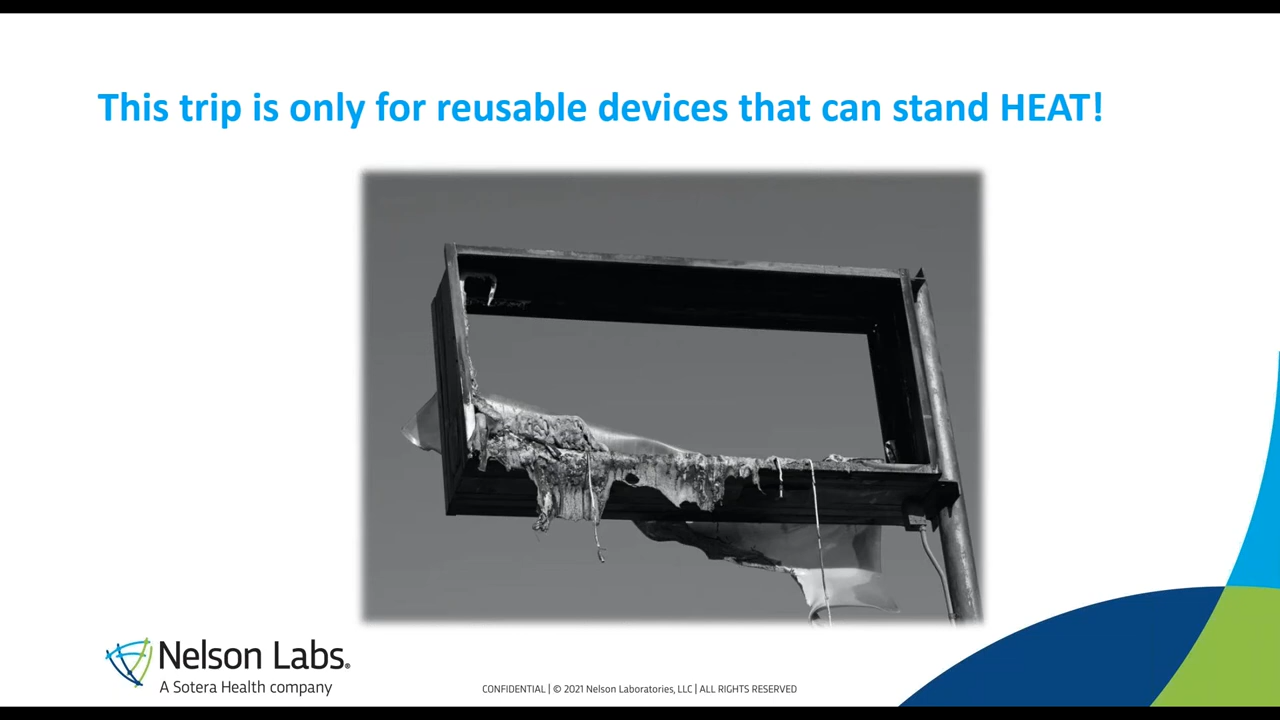 This trip is only for reusable devices that can stand HEAT!
Nelson Labs®
A Sotera Health company
CONFIDENTIAL | © 2021 Nelson Laboratories, LLC | ALL RIGHTS RESERVED